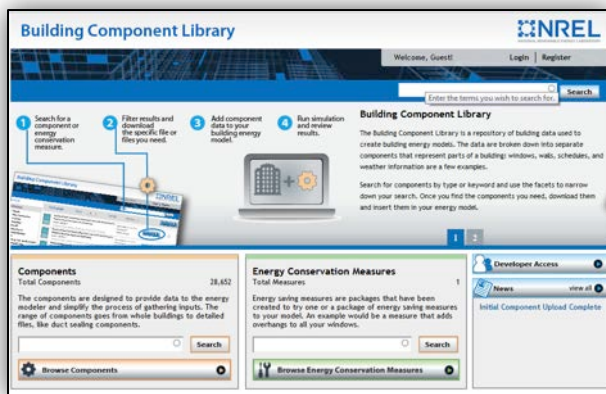 Building Component Library
NREL
Welcome, Guest!
Login | Register
Search
Enter the terms you wish to search for.
1 Search for a
component or
energy
conservation
measure.
2 Filter results and
download
the specific file or
files you need.
3 Add component
data to your
building energy
model.
4 Run simulation
and review
results.
Building Component Library
The Building Component Library is a repository of building data used to
create building energy models. The data are broken down into separate
components that represent parts of a building: windows, walls, schedules, and
weather information are a few examples.
Search for components by type or keyword and use the facets to narrow
down your search. Once you find the components you need, download them
and insert them in your energy model.
1 2
Components
Total Components 28,652
The components are designed to provide data to the energy
modeler and simplify the process of gathering inputs. The
range of components goes from whole buildings to detailed
files, like duct sealing components.
Search
Browse Components
Energy Conservation Measures
Total Measures 1
Energy saving measures are packages that have been
created to try one or a package of energy saving measures
to your model. An example would be a measure that adds
overhangs to all your windows.
Search
Browse Energy Conservation Measures
Developer Access
News view all
Initial Component Upload Complete